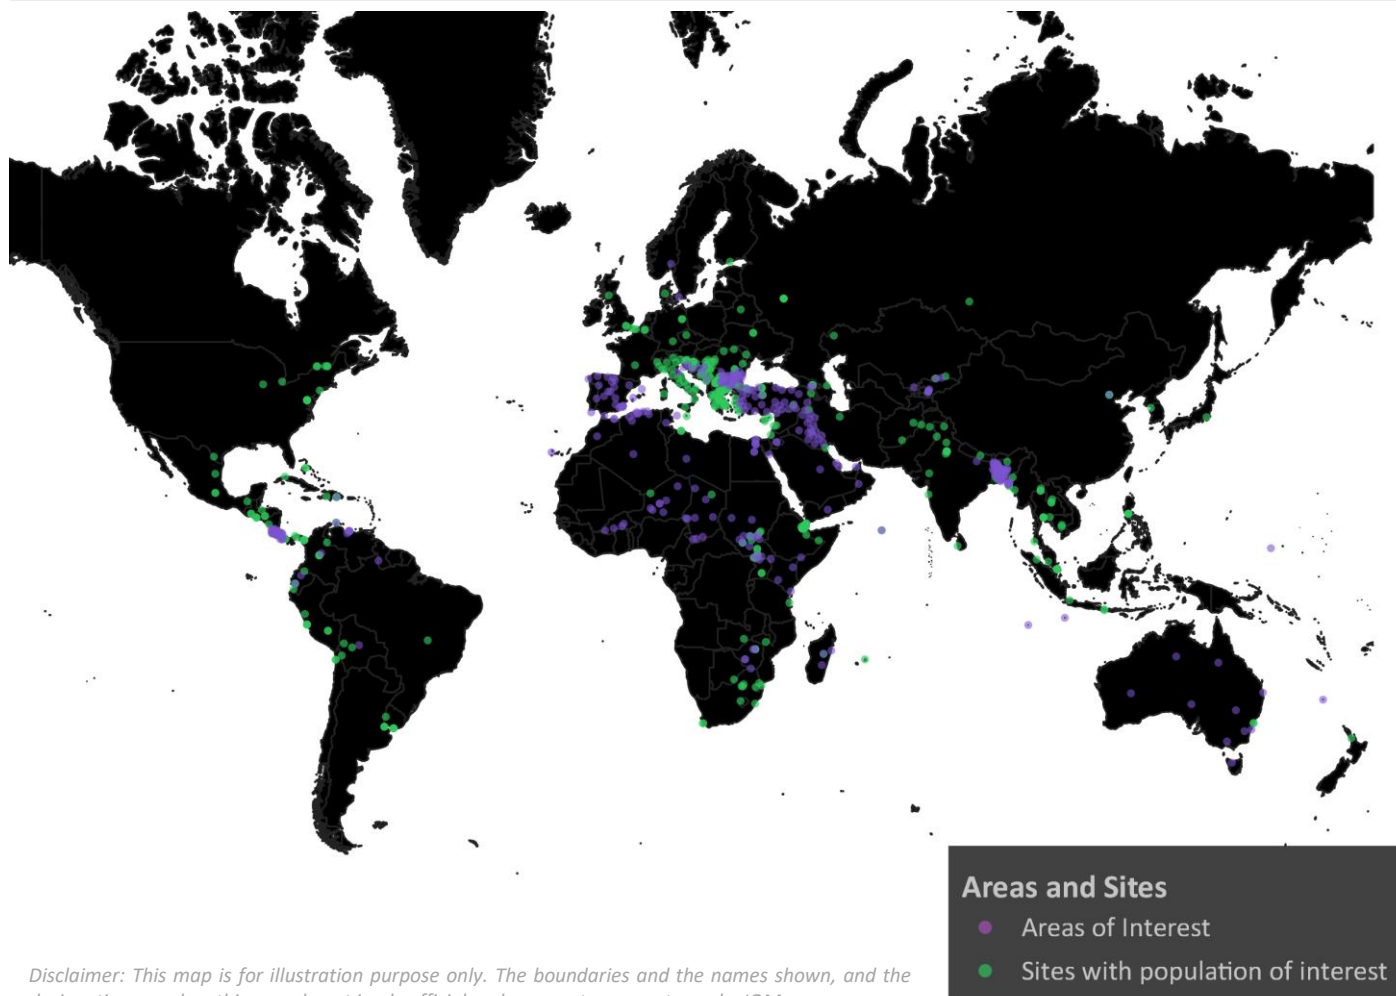 Areas and Sites
Areas of Interest
Sites with population of interest
Disclaimer: This map is for illustration purpose only. The boundaries and the names shown, and the